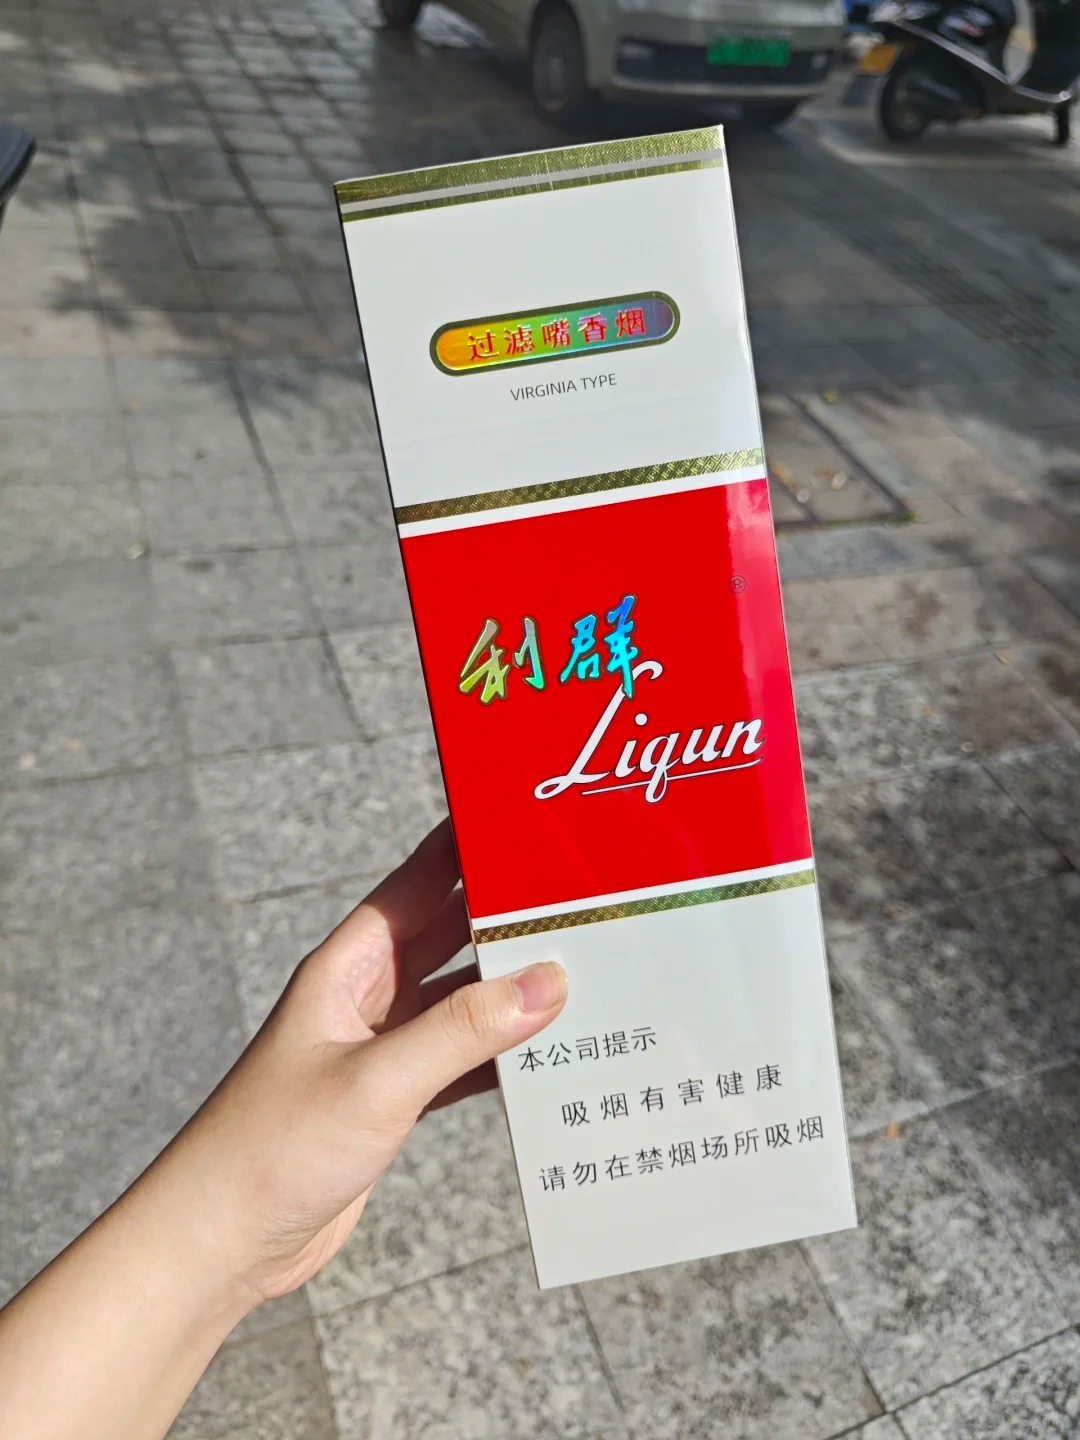 过滤嘴香烟
VIRGINIA TYPE
®
利群
Liqun
本公司提示
吸烟有害健康
请勿在禁烟场所吸烟